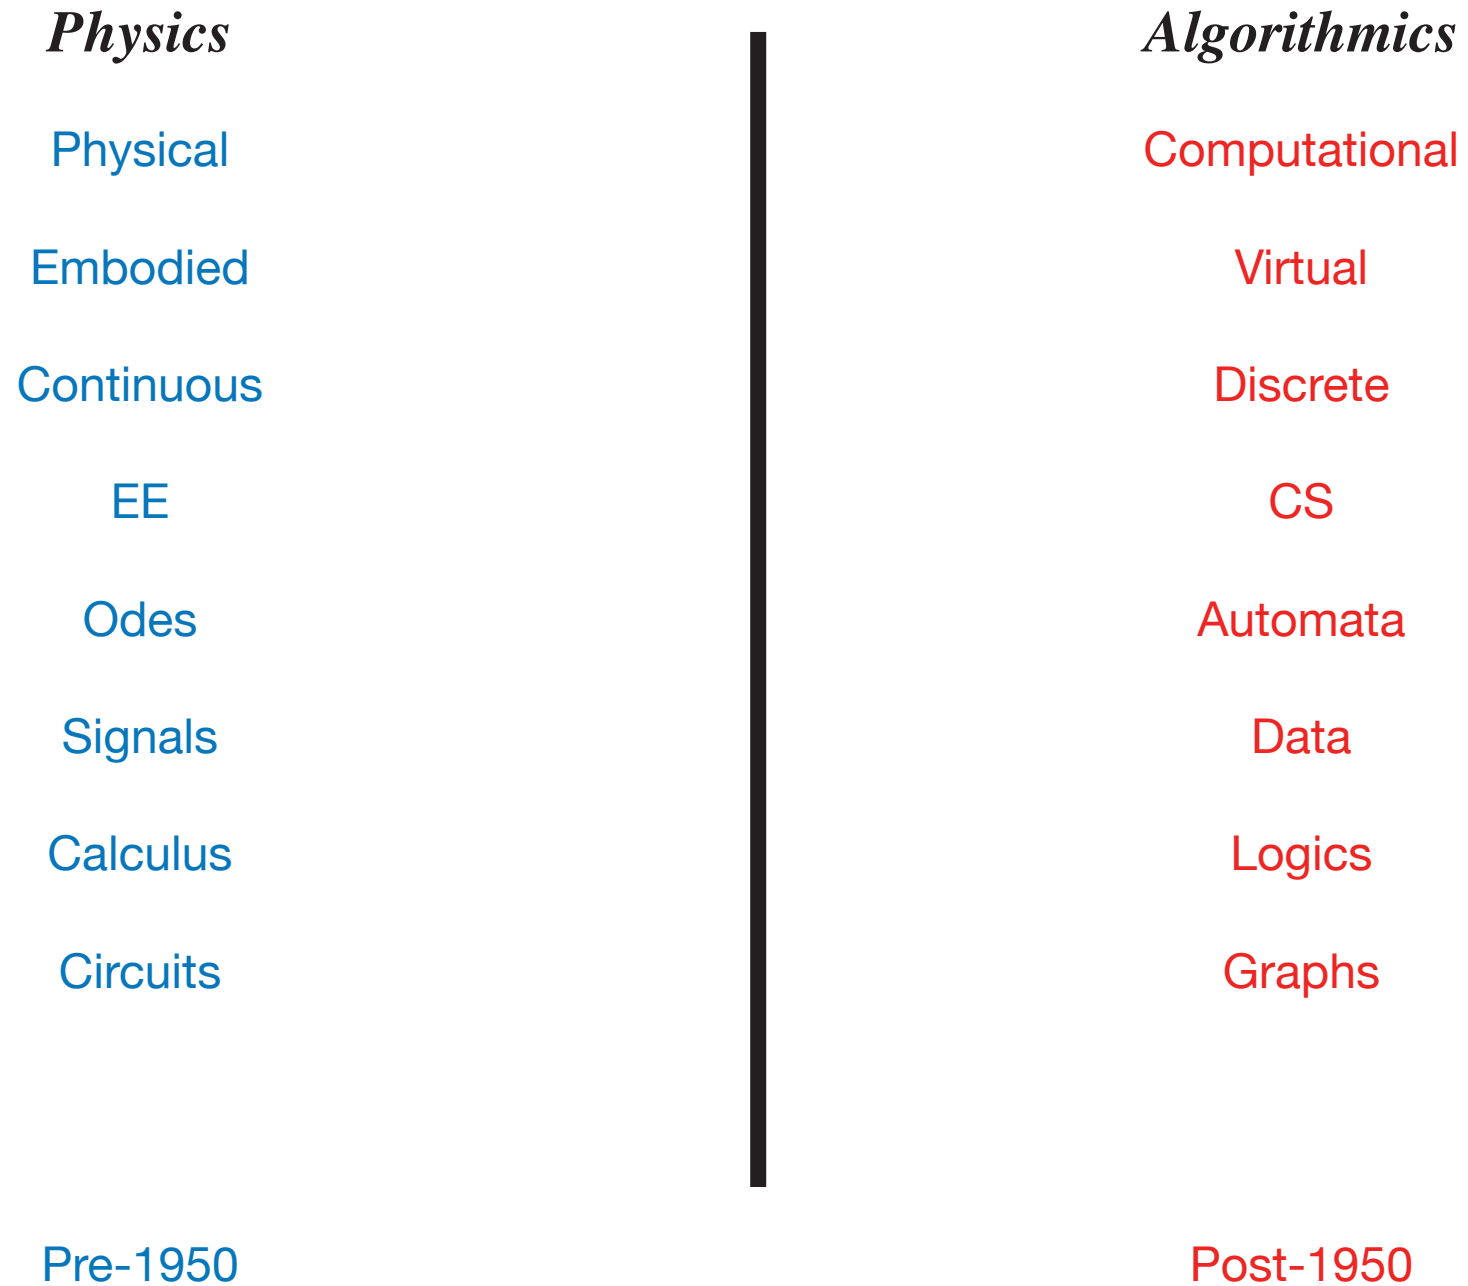 Physics Algorithmics
Physical Computational
Embodied Virtual
Continuous Discrete
EE CS
Odes Automata
Signals Data
Calculus Logics
Circuits Graphs
Pre-1950 Post-1950